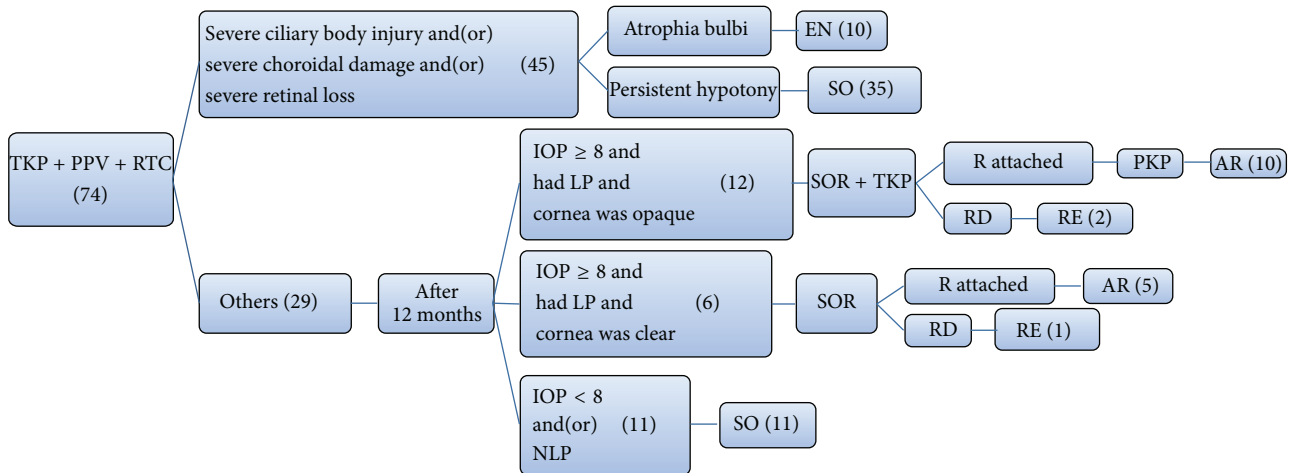 TKP + PPV + RTC
(74)
Severe ciliary body injury and(or)
severe choroidal damage and(or) (45)
severe retinal loss
Atrophia bulbi
EN (10)
Persistent hypotony
SO (35)
Others (29)
After
12 months
IOP ≥ 8 and
had LP and (12)
cornea was opaque
SOR + TKP
R attached
PKP
AR (10)
RD
RE (2)
IOP ≥ 8 and
had LP and (6)
cornea was clear
SOR
R attached
AR (5)
RD
RE (1)
IOP < 8
and(or) (11)
NLP
SO (11)